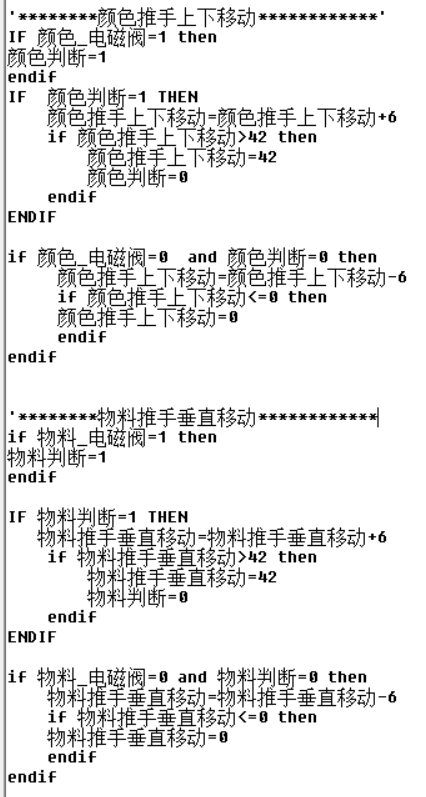 '********颜色推手上下移动************'
IF 颜色_电磁阀=1 then
颜色判断=1
endif
IF  颜色判断=1 THEN
    颜色推手上下移动=颜色推手上下移动+6
    if 颜色推手上下移动>42 then
        颜色推手上下移动=42
        颜色判断=0
    endif
ENDIF

if 颜色_电磁阀=0  and 颜色判断=0 then
     颜色推手上下移动=颜色推手上下移动-6
     if 颜色推手上下移动<=0 then
     颜色推手上下移动=0
     endif
endif


'********物料推手垂直移动************
if 物料_电磁阀=1 then
物料判断=1
endif

IF 物料判断=1 THEN
   物料推手垂直移动=物料推手垂直移动+6
    if 物料推手垂直移动>42 then
        物料推手垂直移动=42
        物料判断=0
    endif
ENDIF

if 物料_电磁阀=0 and 物料判断=0 then
    物料推手垂直移动=物料推手垂直移动-6
    if 物料推手垂直移动<=0 then
    物料推手垂直移动=0
    endif
endif